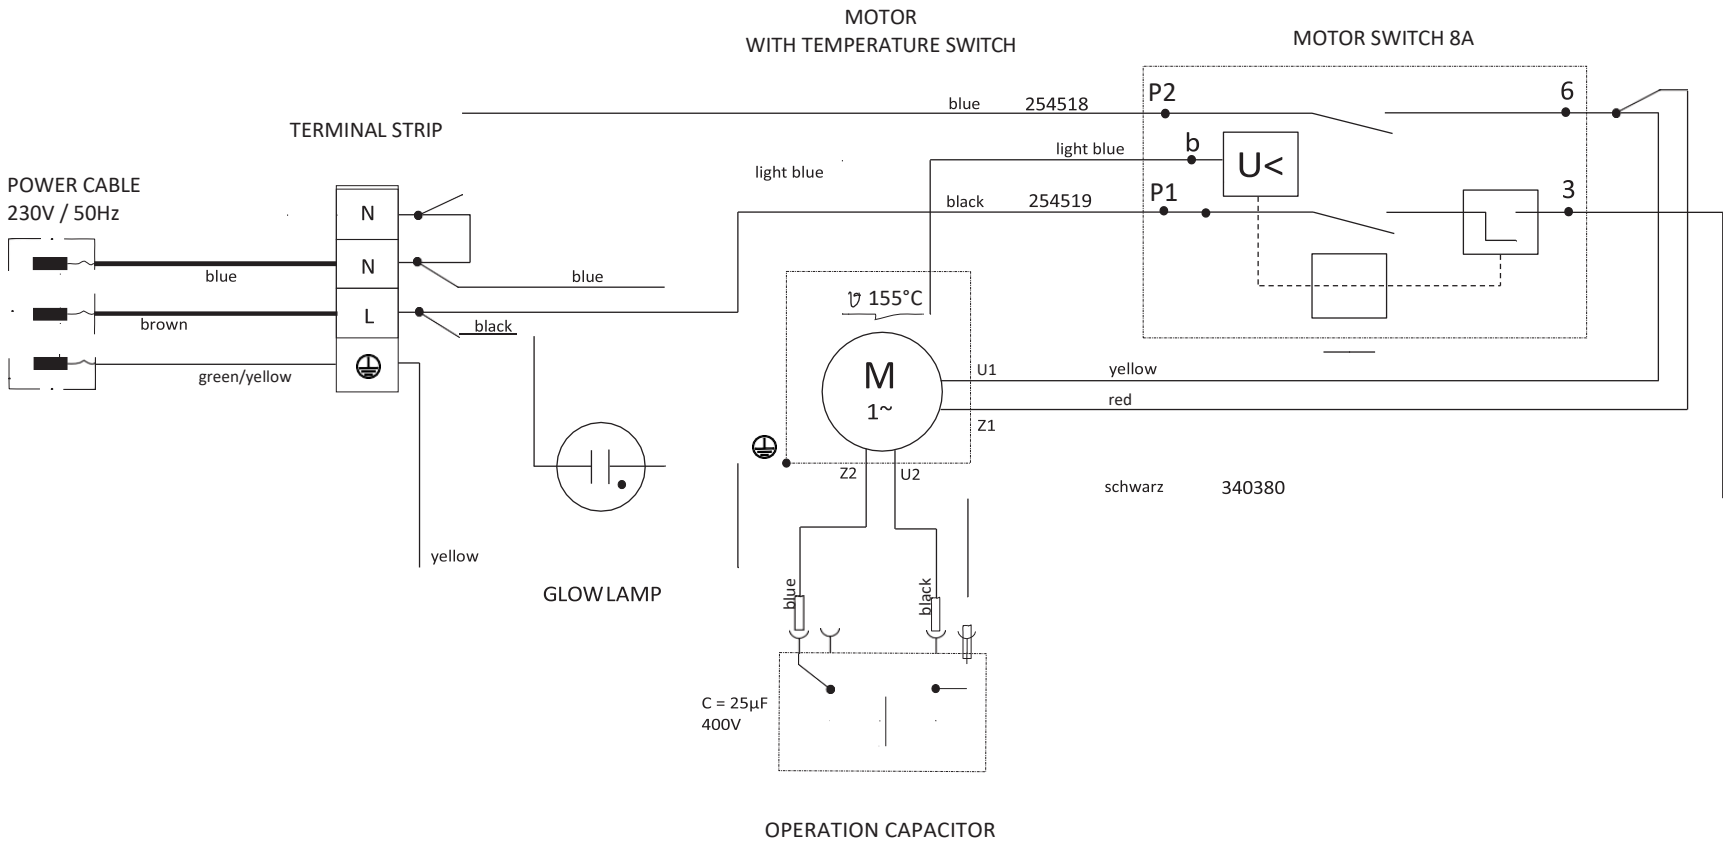 MOTOR
WITH TEMPERATURE SWITCH
MOTOR SWITCH 8A
P2
6
blue 254518
TERMINAL STRIP
b
U<
light blue
light blue
POWER CABLE
230V / 50Hz
P1
3
black 254519
N
N
blue
blue
ϑ 155°C
L
brown
black
green/yellow
M
1~
U1
yellow
red
Z1
Z2
U2
schwarz 340380
yellow
GLOW LAMP
blue
black
C = 25µF
400V
OPERATION CAPACITOR